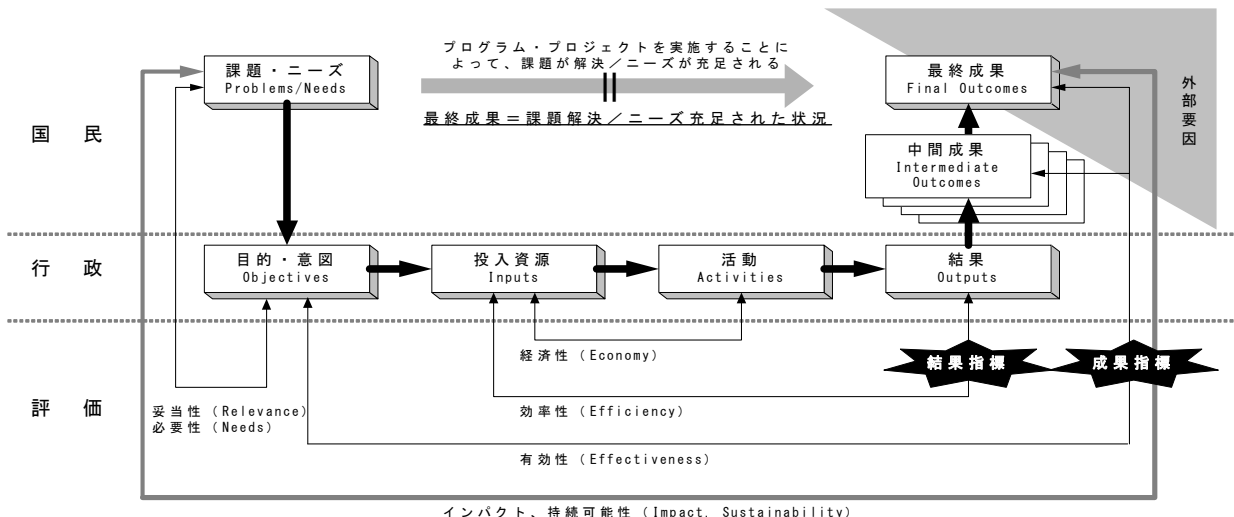 プログラム・プロジェクトを実施することに
よって、課題が解決／ニーズが充足される
最終成果＝課題解決／ニーズ充足された状況
課題・ニーズ
Problems/Needs
最終成果
Final Outcomes
外部要因
国 民
中間成果
Intermediate
Outcomes
行 政
目的・意図
Objectives
投入資源
Inputs
活動
Activities
結果
Outputs
経済性（Economy）
結果指標
成果指標
評 価
妥当性（Relevance）
必要性（Needs）
効率性（Efficiency）
有効性（Effectiveness）
インパクト、持続可能性（Impact, Sustainability）